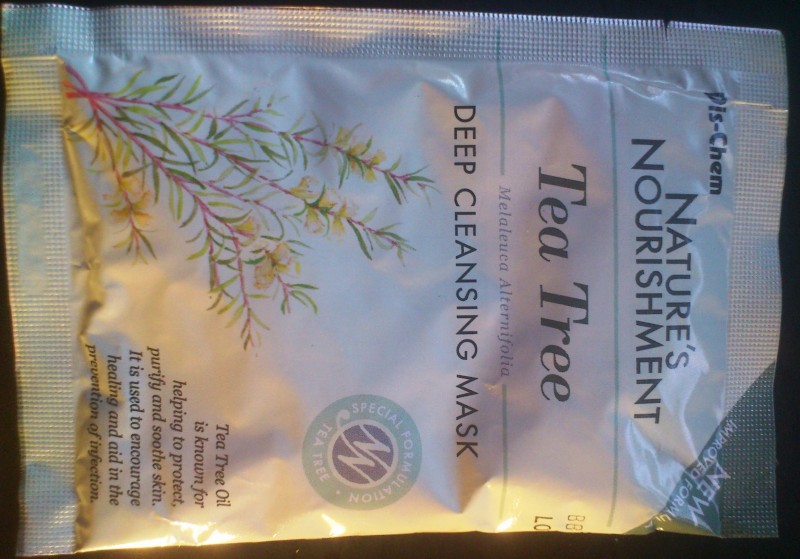 Dis-Chem
NATURE'S
NOURISHMENT
Tea Tree
Melaleuca Alternifolia
DEEP CLEANSING MASK
NEW
IMPROVED FORMULA
SPECIAL FORMULATION
TEA TREE
Tea Tree Oil
is known for
helping to protect,
purify and soothe skin.
It is used to encourage
healing and aid in the
prevention of infection.